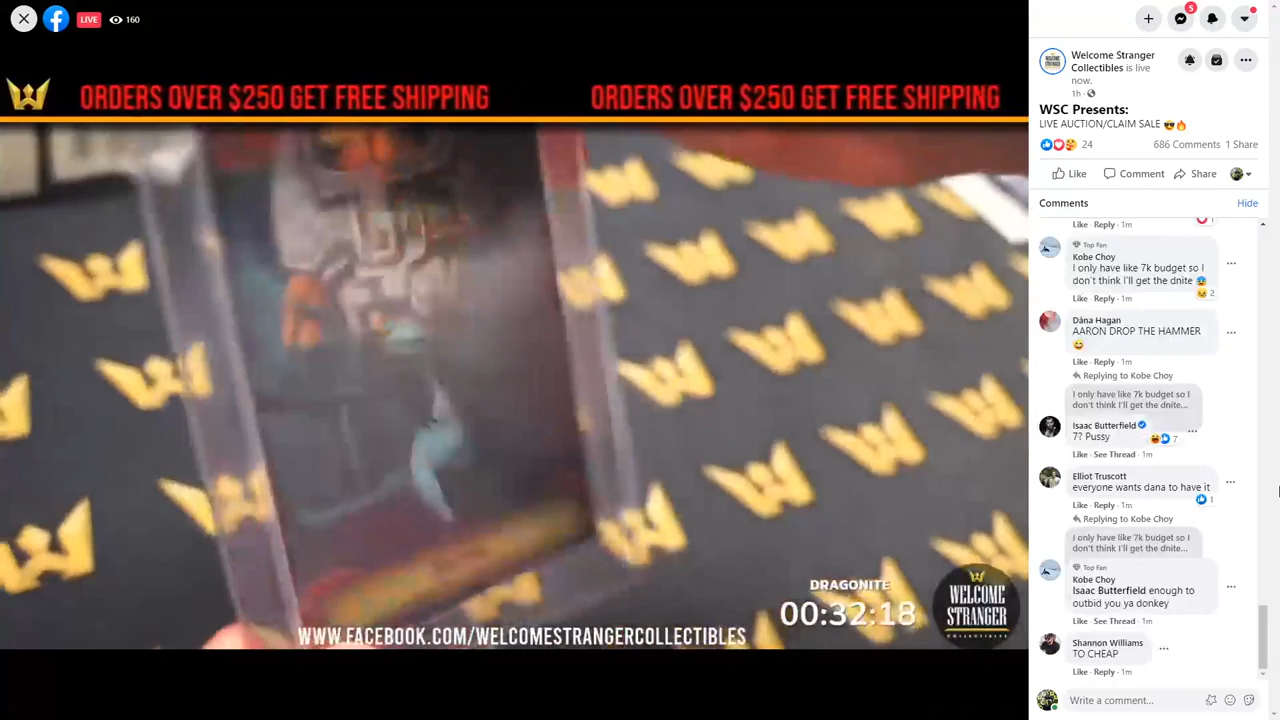 LIVE
160
5
ORDERS OVER $250 GET FREE SHIPPING
ORDERS OVER $250 GET FREE SHIPPING
DRAGONITE
00:32:18
WELCOME
STRANGER
COLLECTIBLES
WWW.FACEBOOK.COM/WELCOMESTRANGERCOLLECTIBLES
Welcome Stranger
Collectibles is live
now.
1h
WSC Presents:
LIVE AUCTION/CLAIM SALE 😎🔥
24
686 Comments 1 Share
Like Comment Share
Comments Hide
1
Like · Reply · 1m
Top Fan
Kobe Choy
I only have like 7k budget so I
don't think I'll get the dnite 😰
2
Like · Reply · 1m
Dåna Hagan
AARON DROP THE HAMMER
😄
Like · Reply · 1m
Replying to Kobe Choy
I only have like 7k budget so I
don't think I'll get the dnite...
Isaac Butterfield
7? Pussy
7
Like · See Thread · 1m
Elliot Truscott
everyone wants dana to have it
1
Like · Reply · 1m
Replying to Kobe Choy
I only have like 7k budget so I
don't think I'll get the dnite...
Top Fan
Kobe Choy
Isaac Butterfield enough to
outbid you ya donkey
Like · See Thread · 1m
Shannon Williams
TO CHEAP
Like · Reply · 1m
Write a comment...